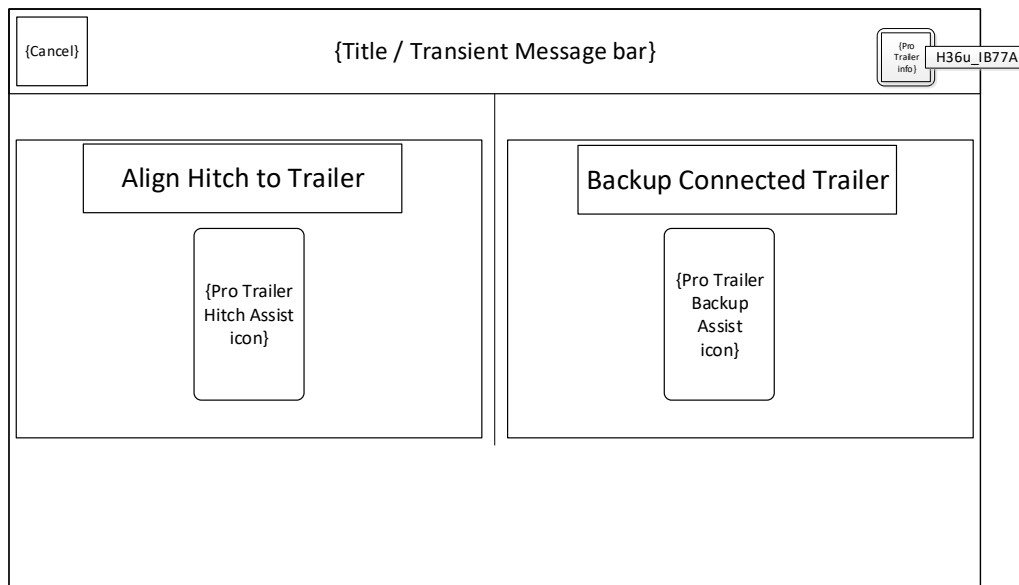 {Cancel}
{Title / Transient Message bar}
{Pro
Trailer
info}
H36u_IB77A
Align Hitch to Trailer
{Pro Trailer
Hitch Assist
icon}
Backup Connected Trailer
{Pro Trailer
Backup
Assist
icon}